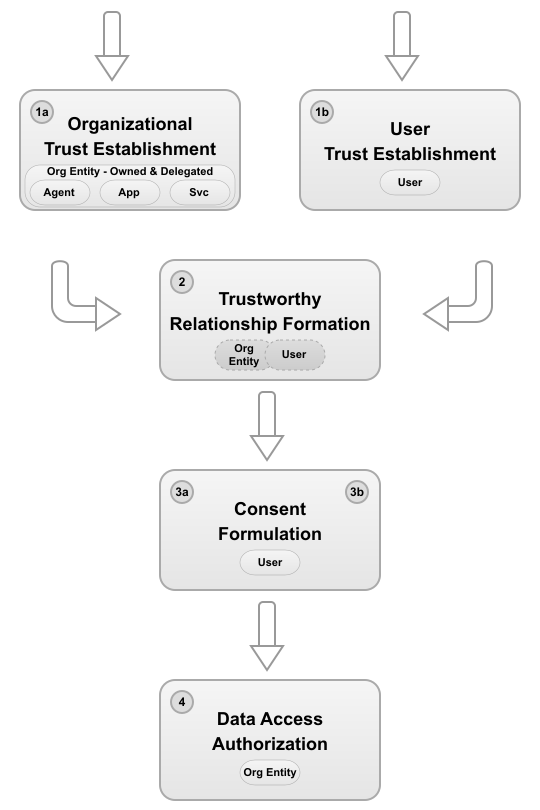 1a
Organizational
Trust Establishment
Org Entity - Owned & Delegated
Agent
App
Svc
1b
User
Trust Establishment
User
2
Trustworthy
Relationship Formation
Org
Entity
User
3a
3b
Consent
Formulation
User
4
Data Access
Authorization
Org Entity